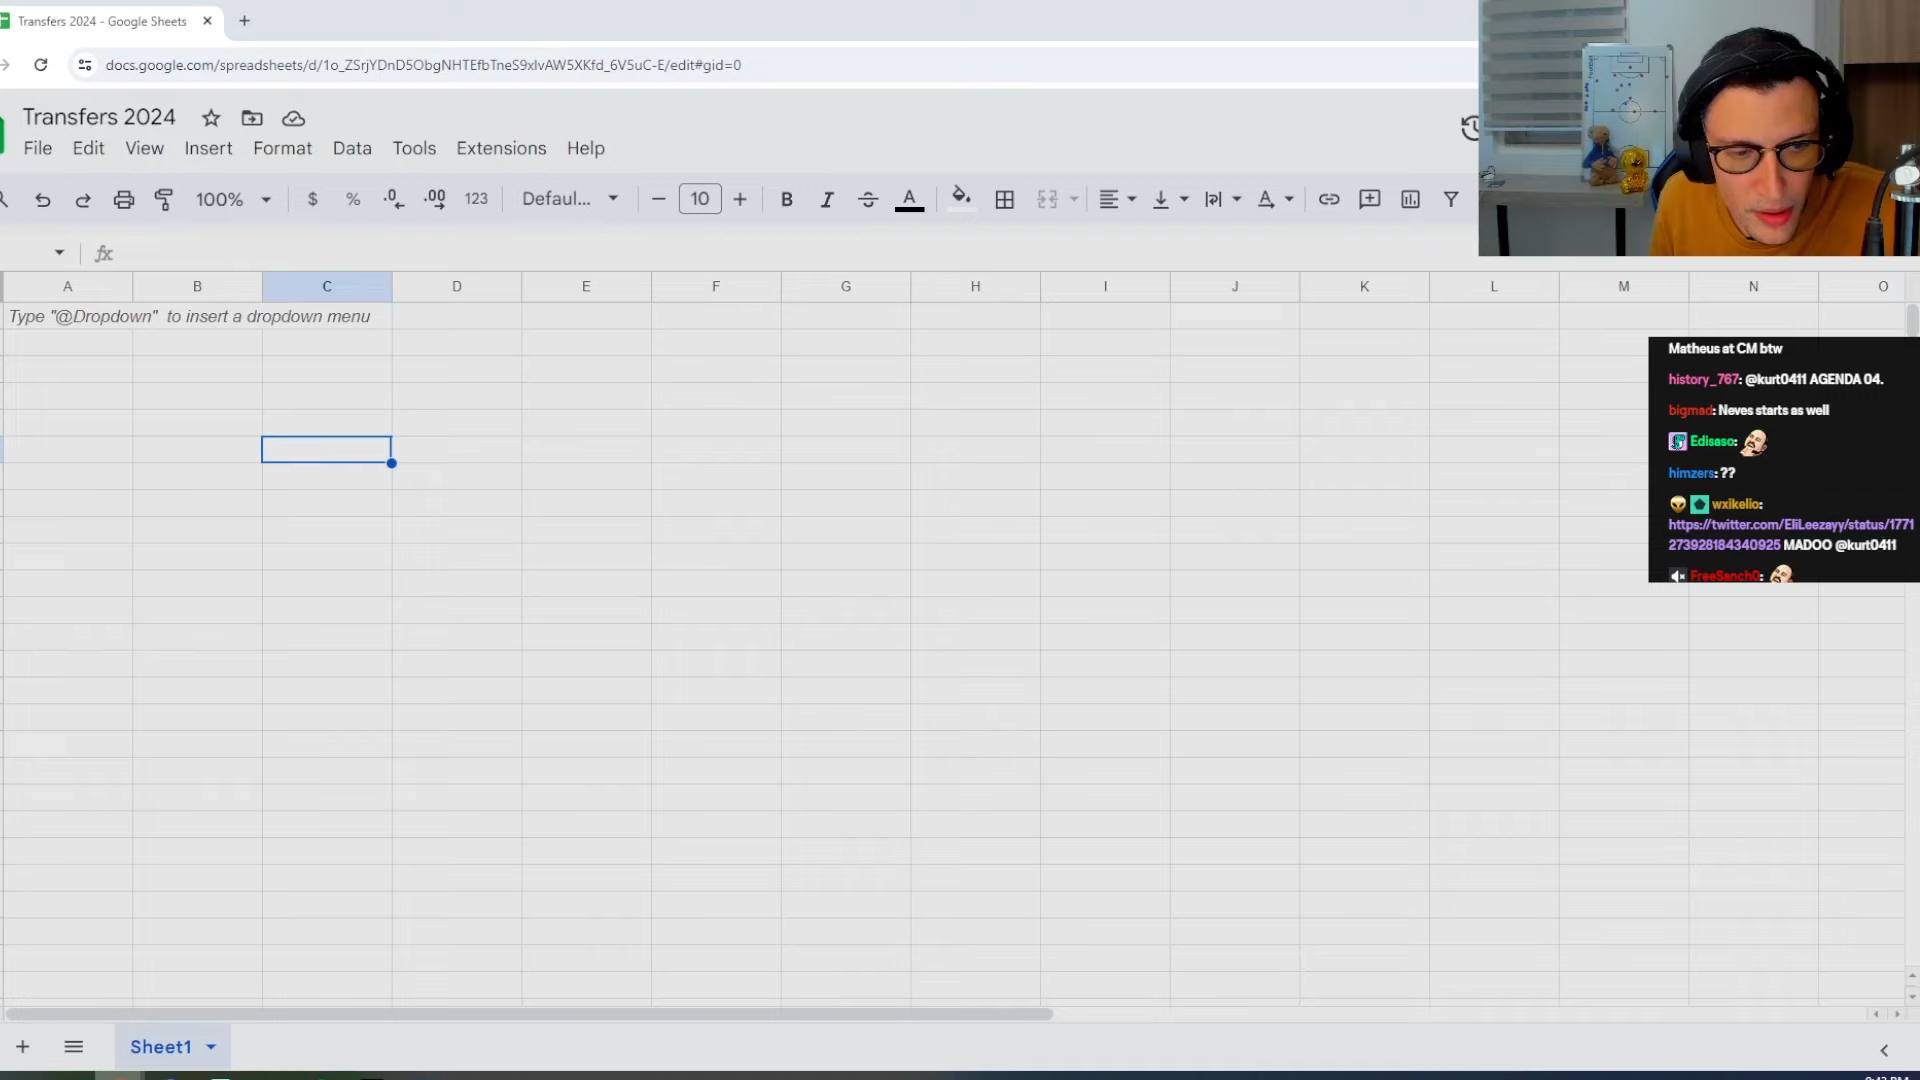 Transfers 2024 - Google Sheets
docs.google.com/spreadsheets/d/1o_ZSrjYDnD5ObgNHTEfbTneS9xlvAW5XKfd_6V5uC-E/edit#gid=0
Transfers 2024
File Edit View Insert Format Data Tools Extensions Help
100% $ % .0 .00 123 Defaul... 10 B I A
fx
A B C D E F G H I J K L M N O
Type "@Dropdown" to insert a dropdown menu
Matheus at CM btw
history_767: @kurt0411 AGENDA 04.
bigmad: Neves starts as well
Edisaso:
himzers: ??
wxikelio:
https://twitter.com/EliLeezayy/status/1771
273928184340925 MADOO @kurt0411
FreeSanch0:
Sheet1